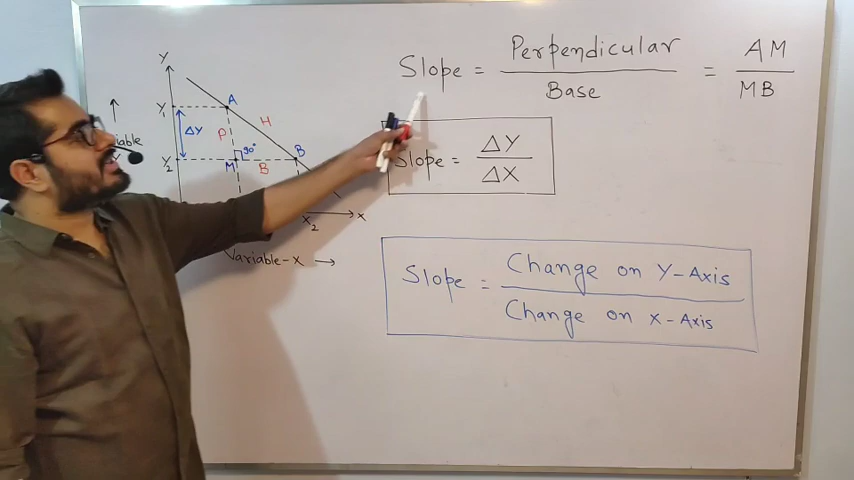 Slope = Perpendicular / Base = AM / MB
Slope = ΔY / ΔX
Slope = Change on Y-Axis / Change on X-Axis
Y
Y₁
A
ΔY
P
H
90°
Y₂
M
B
B
X₂
X
Variable-X →